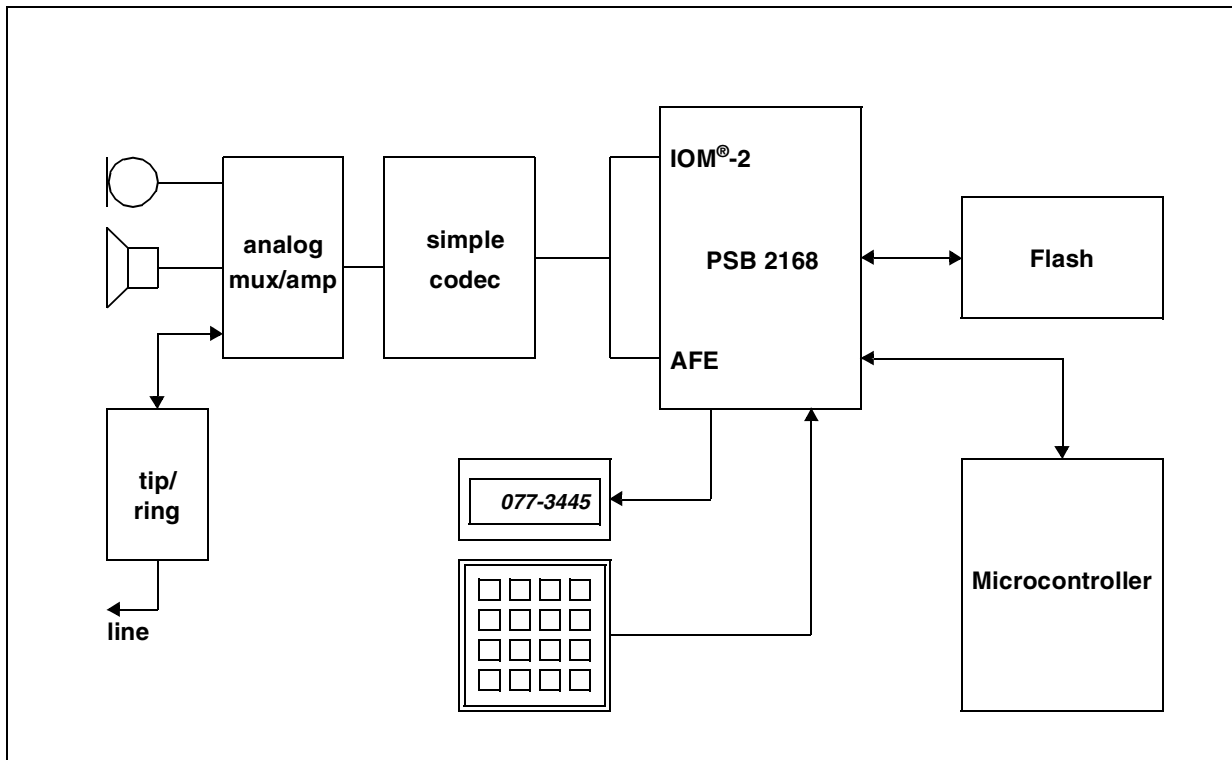 IOM®-2
analog
mux/amp
simple
codec
PSB 2168
Flash
AFE
tip/
ring
077-3445
Microcontroller
line